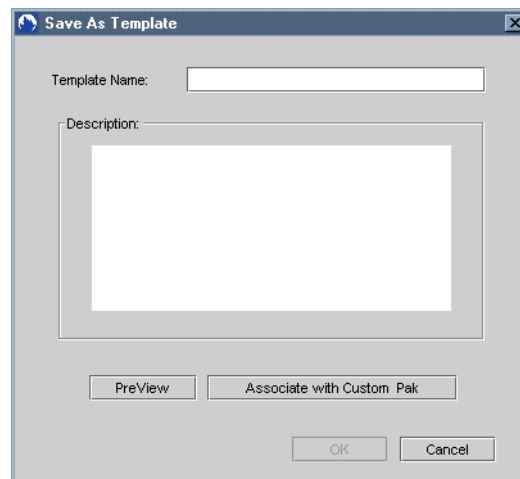 Save As Template
Template Name:
Description:
PreView
Associate with Custom Pak
OK
Cancel